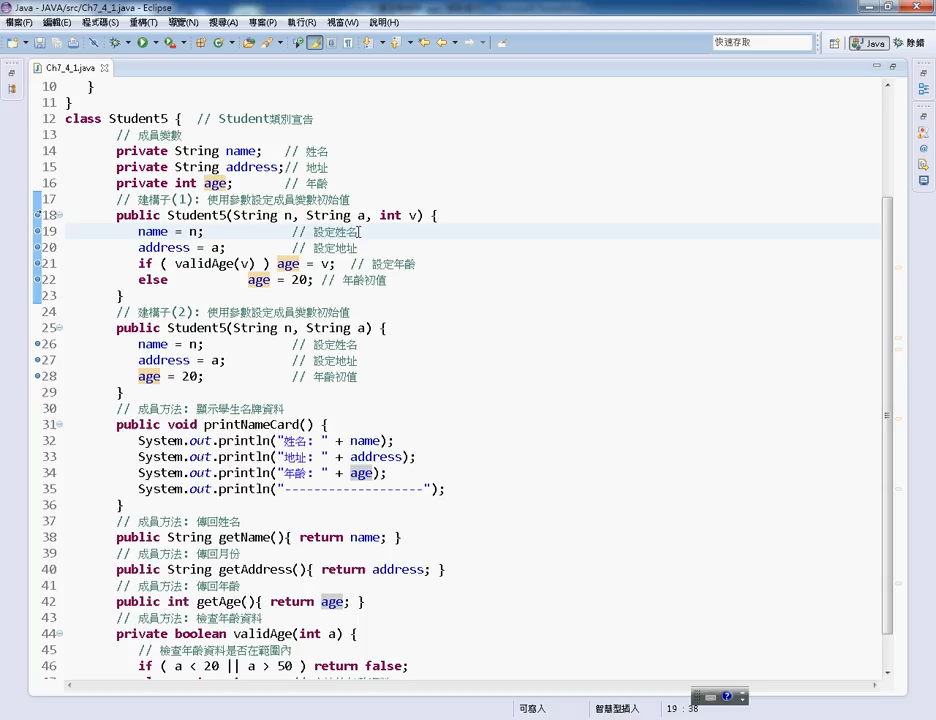 Java - JAVA/src/Ch7_4_1.java - Eclipse
檔案(F) 編輯(E) 程式碼(S) 重構(T) 導覽(N) 搜尋(A) 專案(P) 執行(R) 視窗(W) 說明(H)
快速存取
Java
除錯
Ch7_4_1.java
10 }
11 }
12 class Student5 { // Student類別宣告
13 // 成員變數
14 private String name; // 姓名
15 private String address;// 地址
16 private int age; // 年齡
17 // 建構子(1): 使用參數設定成員變數初始值
18 public Student5(String n, String a, int v) {
19 name = n; // 設定姓名
20 address = a; // 設定地址
21 if ( validAge(v) ) age = v; // 設定年齡
22 else age = 20; // 年齡初值
23 }
24 // 建構子(2): 使用參數設定成員變數初始值
25 public Student5(String n, String a) {
26 name = n; // 設定姓名
27 address = a; // 設定地址
28 age = 20; // 年齡初值
29 }
30 // 成員方法: 顯示學生名牌資料
31 public void printNameCard() {
32 System.out.println("姓名: " + name);
33 System.out.println("地址: " + address);
34 System.out.println("年齡: " + age);
35 System.out.println("-------------------");
36 }
37 // 成員方法: 傳回姓名
38 public String getName(){ return name; }
39 // 成員方法: 傳回月份
40 public String getAddress(){ return address; }
41 // 成員方法: 傳回年齡
42 public int getAge(){ return age; }
43 // 成員方法: 檢查年齡資料
44 private boolean validAge(int a) {
45 // 檢查年齡資料是否在範圍內
46 if ( a < 20 || a > 50 ) return false;
可寫入
智慧型插入
19 : 38